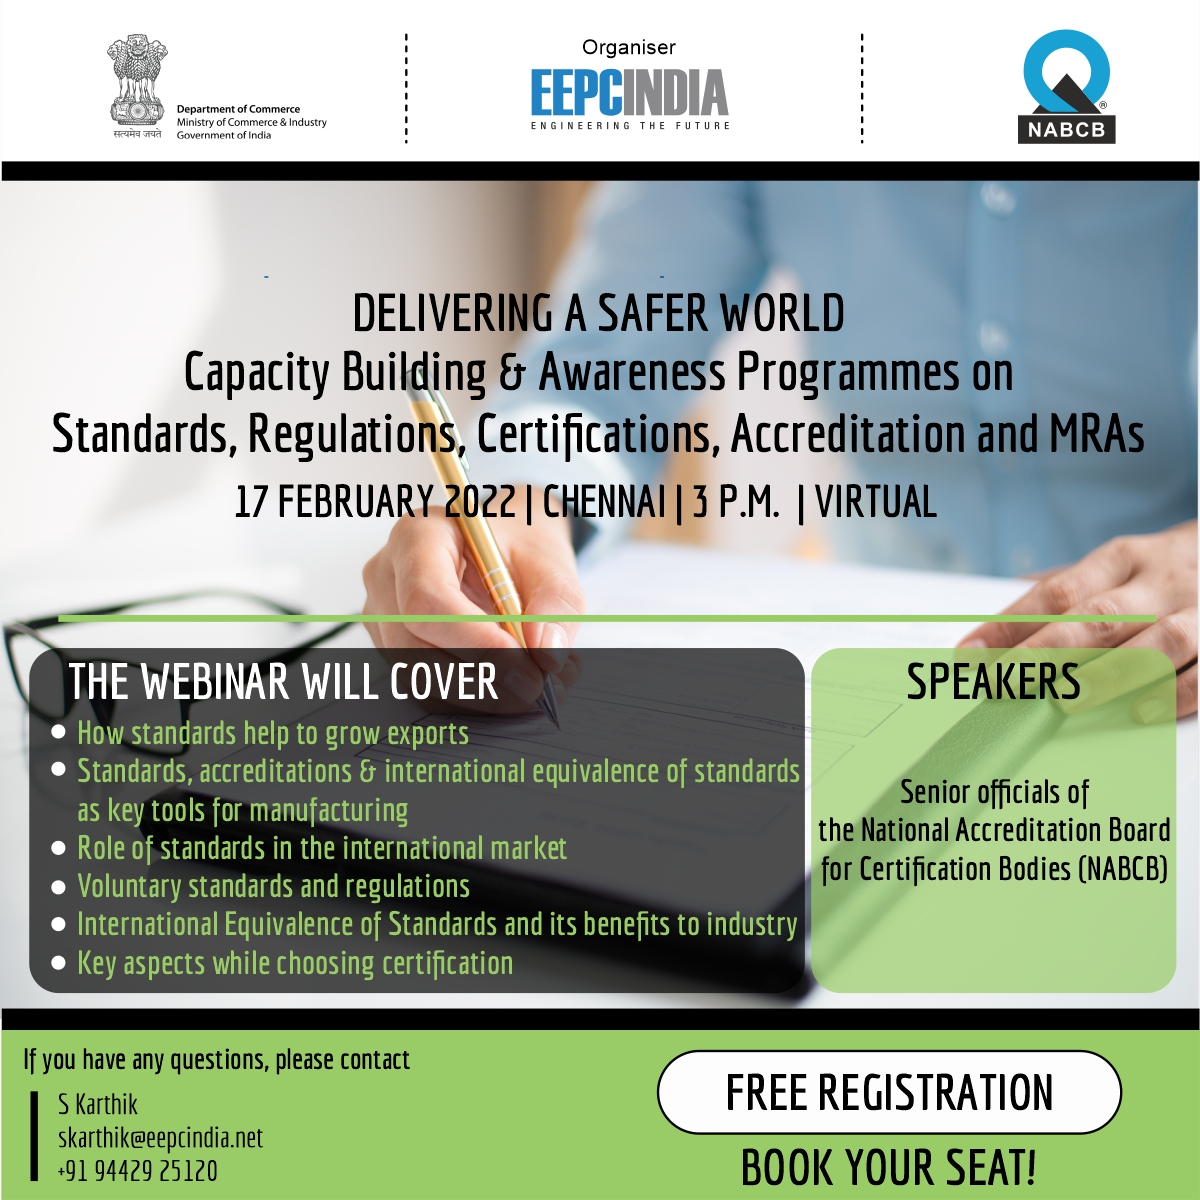 सत्यमेव जयते
Department of Commerce
Ministry of Commerce & Industry
Government of India
Organiser
EEPCINDIA
ENGINEERING THE FUTURE
®
NABCB
DELIVERING A SAFER WORLD
Capacity Building & Awareness Programmes on
Standards, Regulations, Certifications, Accreditation and MRAs
17 FEBRUARY 2022 | CHENNAI | 3 P.M. | VIRTUAL
THE WEBINAR WILL COVER
• How standards help to grow exports
• Standards, accreditations & international equivalence of standards
as key tools for manufacturing
• Role of standards in the international market
• Voluntary standards and regulations
• International Equivalence of Standards and its benefits to industry
• Key aspects while choosing certification
SPEAKERS
Senior officials of
the National Accreditation Board
for Certification Bodies (NABCB)
If you have any questions, please contact
S Karthik
skarthik@eepcindia.net
+91 94429 25120
FREE REGISTRATION
BOOK YOUR SEAT!